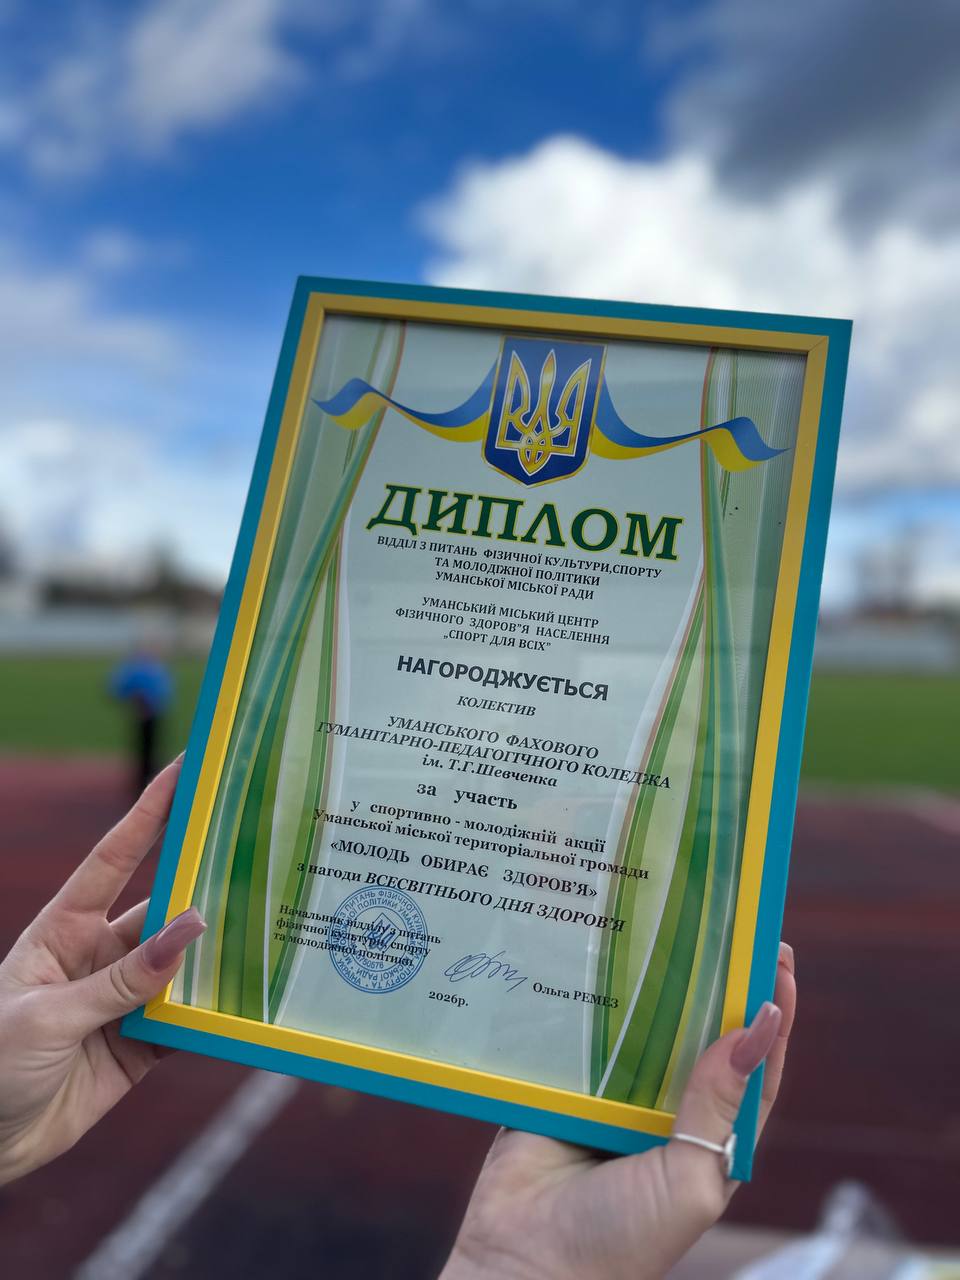 ДИПЛОМ
ВІДДІЛ З ПИТАНЬ ФІЗИЧНОЇ КУЛЬТУРИ,СПОРТУ
ТА МОЛОДІЖНОЇ ПОЛІТИКИ
УМАНСЬКОЇ МІСЬКОЇ РАДИ
УМАНСЬКИЙ МІСЬКИЙ ЦЕНТР
ФІЗИЧНОГО ЗДОРОВ"Я НАСЕЛЕННЯ
„СПОРТ ДЛЯ ВСІХ"
НАГОРОДЖУЄТЬСЯ
КОЛЕКТИВ
УМАНСЬКОГО ФАХОВОГО
ГУМАНІТАРНО-ПЕДАГОГІЧНОГО КОЛЕДЖА
ім. Т.Г.Шевченка
за участь
у спортивно - молодіжній акції
Уманської міської територіальної громади
«МОЛОДЬ ОБИРАЄ ЗДОРОВ'Я»
з нагоди ВСЕСВІТНЬОГО ДНЯ ЗДОРОВ'Я
Начальник відділу з питань
фізичної культури, спорту
та молодіжної політики
Ольга РЕМЕЗ
2026р.